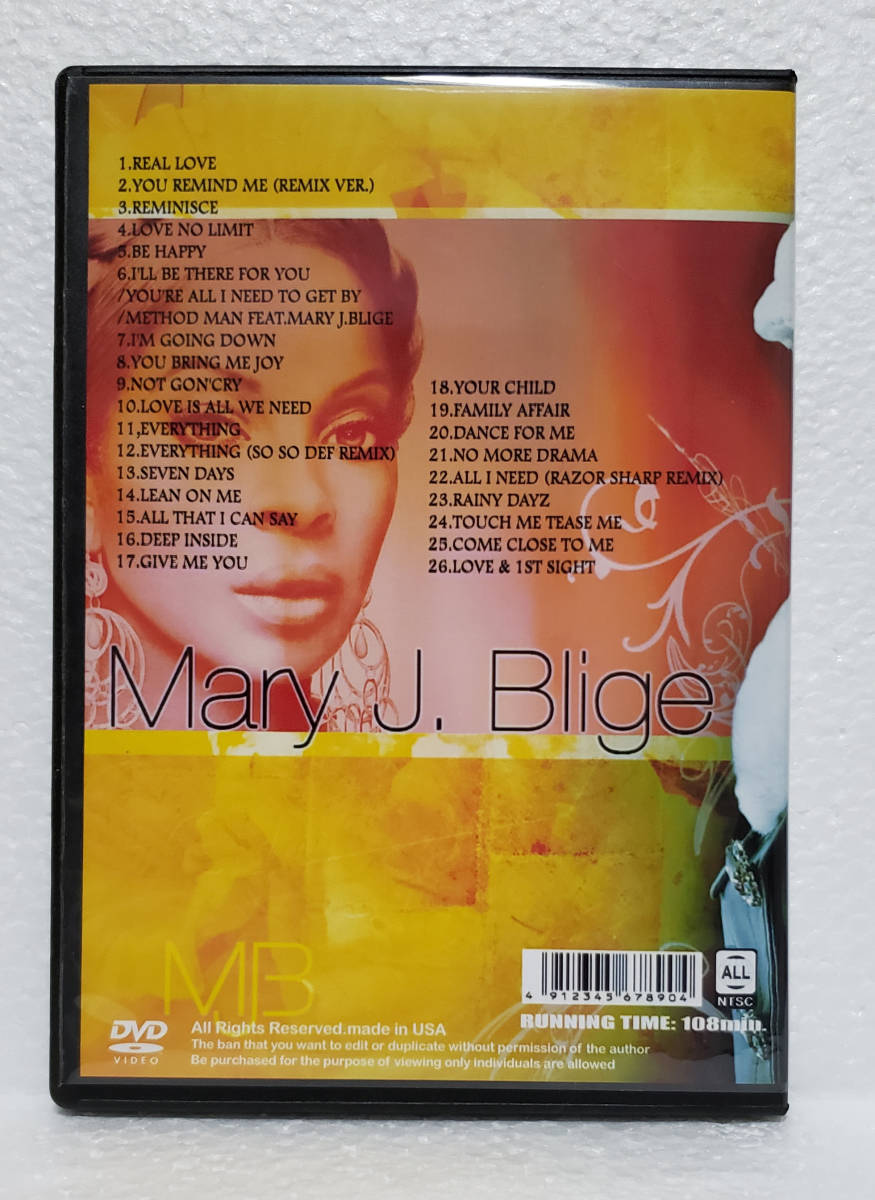 1.REAL LOVE
2.YOU REMIND ME (REMIX VER.)
3.REMINISCE
4.LOVE NO LIMIT
5.BE HAPPY
6.I'LL BE THERE FOR YOU
/YOU'RE ALL I NEED TO GET BY
/METHOD MAN FEAT.MARY J.BLIGE
7.I'M GOING DOWN
8.YOU BRING ME JOY
9.NOT GON'CRY
10.LOVE IS ALL WE NEED
11,EVERYTHING
12.EVERYTHING (SO SO DEF REMIX)
13.SEVEN DAYS
14.LEAN ON ME
15.ALL THAT I CAN SAY
16.DEEP INSIDE
17.GIVE ME YOU
18.YOUR CHILD
19.FAMILY AFFAIR
20.DANCE FOR ME
21.NO MORE DRAMA
22.ALL I NEED (RAZOR SHARP REMIX)
23.RAINY DAYZ
24.TOUCH ME TEASE ME
25.COME CLOSE TO ME
26.LOVE & 1ST SIGHT
Mary J. Blige
MJB
4 912345 678904
ALL
NTSC
RUNNING TIME: 108min.
DVD
VIDEO
All Rights Reserved.made in USA
The ban that you want to edit or duplicate without permission of the author
Be purchased for the purpose of viewing only individuals are allowed